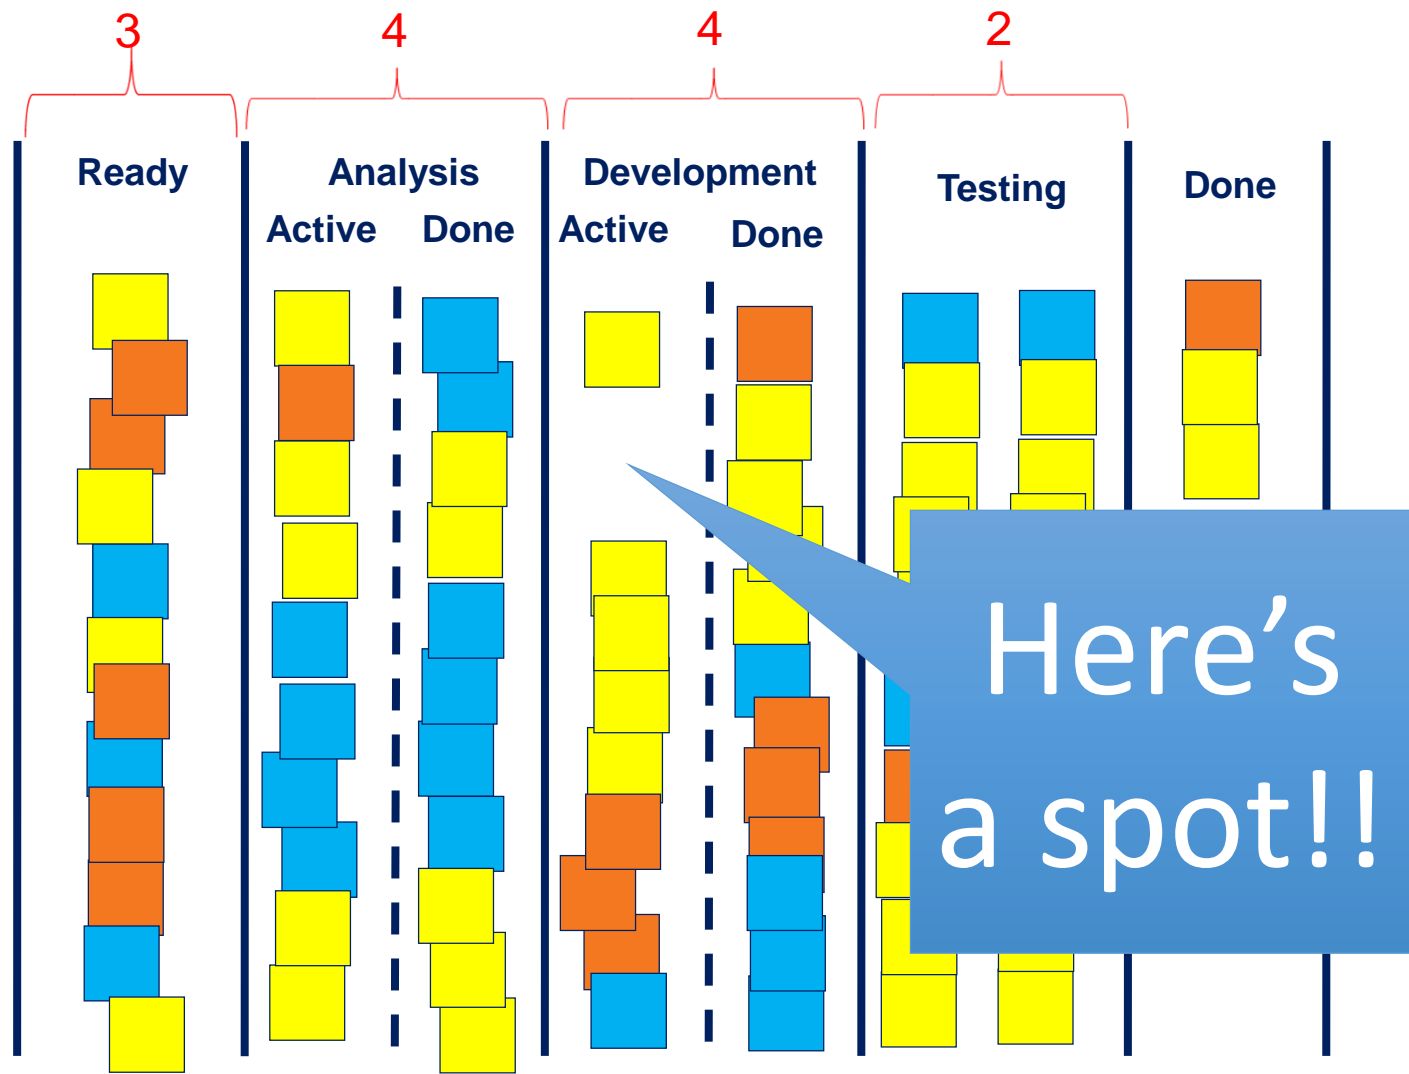 3 4 4 2
Ready Analysis Development Testing Done
Active Done Active Done
Here’s
a spot!!